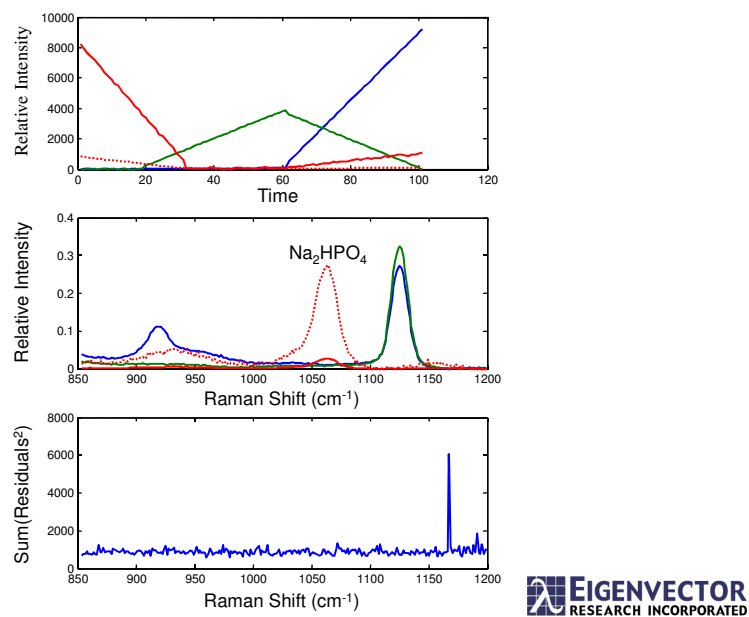 10000
8000
6000
4000
2000
0
Relative Intensity
0 20 40 60 80 100 120
Time
0.4
0.3
0.2
0.1
0
Relative Intensity
Na₂HPO₄
850 900 950 1000 1050 1100 1150 1200
Raman Shift (cm⁻¹)
8000
6000
4000
2000
0
Sum(Residuals²)
850 900 950 1000 1050 1100 1150 1200
Raman Shift (cm⁻¹)
λ EIGENVECTOR
RESEARCH INCORPORATED